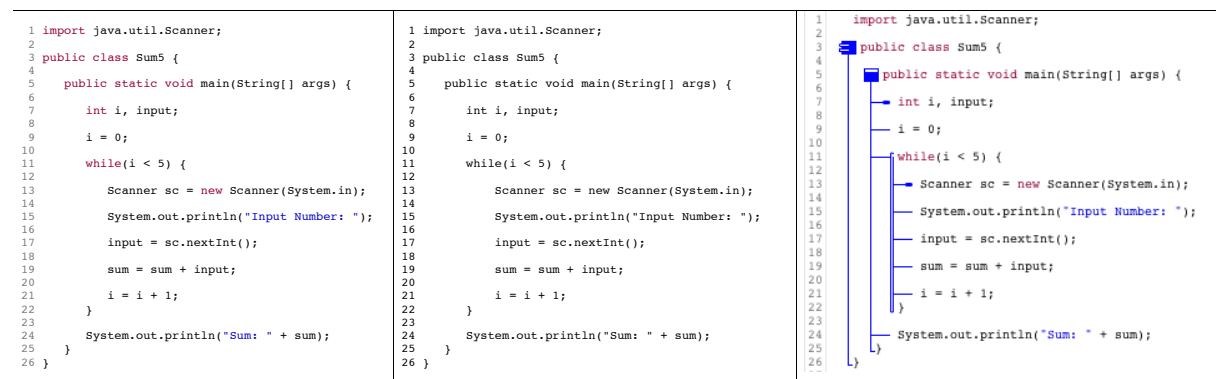 1 import java.util.Scanner;
2
3 public class Sum5 {
4
5 public static void main(String[] args) {
6
7 int i, input;
8
9 i = 0;
10
11 while(i < 5) {
12
13 Scanner sc = new Scanner(System.in);
14
15 System.out.println("Input Number: ");
16
17 input = sc.nextInt();
18
19 sum = sum + input;
20
21 i = i + 1;
22 }
23
24 System.out.println("Sum: " + sum);
25 }
26 }
1 import java.util.Scanner;
2
3 public class Sum5 {
4
5 public static void main(String[] args) {
6
7 int i, input;
8
9 i = 0;
10
11 while(i < 5) {
12
13 Scanner sc = new Scanner(System.in);
14
15 System.out.println("Input Number: ");
16
17 input = sc.nextInt();
18
19 sum = sum + input;
20
21 i = i + 1;
22 }
23
24 System.out.println("Sum: " + sum);
25 }
26 }
1 import java.util.Scanner;
2
3 public class Sum5 {
4
5 public static void main(String[] args) {
6
7 int i, input;
8
9 i = 0;
10
11 while(i < 5) {
12
13 Scanner sc = new Scanner(System.in);
14
15 System.out.println("Input Number: ");
16
17 input = sc.nextInt();
18
19 sum = sum + input;
20
21 i = i + 1;
22 }
23
24 System.out.println("Sum: " + sum);
25 }
26 }